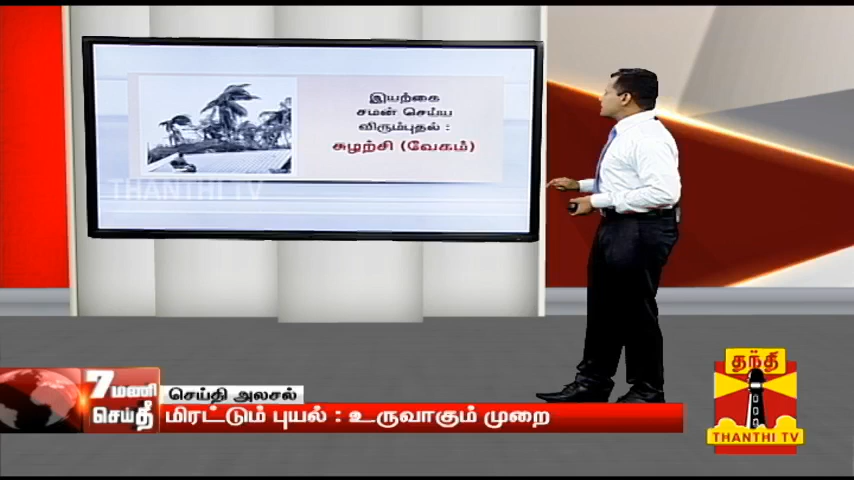 இயற்கை
சமன் செய்ய
விரும்புதல் :
சுழற்சி (வேகம்)
THANTHI TV
7 மணி
செய்தீ
செய்தி அலசல்
மிரட்டும் புயல் : உருவாகும் முறை
தந்தி
THANTHI TV